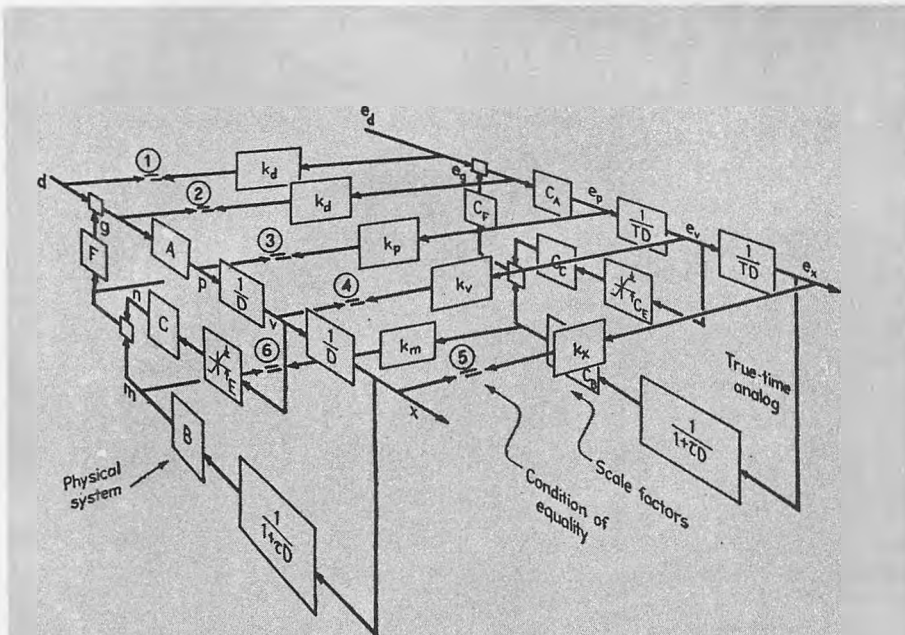 e_d
①
k_d
d
②
k_d
e_g
C_A
e_p
C_F
1/TD
e_v
g
A
③
k_p
1/TD
e_x
F
p
1/D
④
k_v
C_C
C_E
n
C
v
⑥
1/D
k_m
⑤
k_x
C_B
True-time
analog
E
m
x
B
1/1+τD
Physical
system
Condition of
equality
Scale factors
1/1+τD